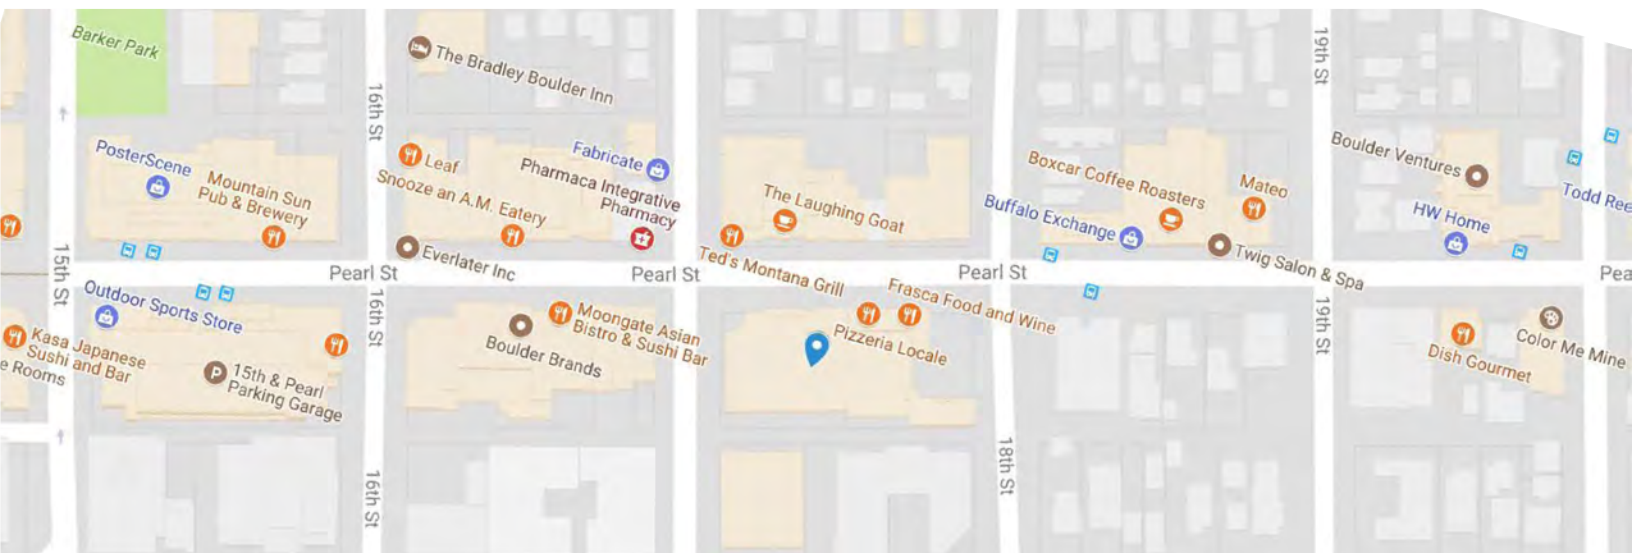 Barker Park
16th St
The Bradley Boulder Inn
19th St
PosterScene
Mountain Sun
Pub & Brewery
Leaf
Snooze an A.M. Eatery
Fabricate
Pharmaca Integrative
Pharmacy
The Laughing Goat
Boxcar Coffee Roasters
Mateo
Buffalo Exchange
Boulder Ventures
HW Home
Todd Ree
15th St
Everlater Inc
Pearl St
Pearl St
Pearl St
Pea
Ted's Montana Grill
Twig Salon & Spa
Outdoor Sports Store
16th St
Kasa Japanese
Sushi and Bar
e Rooms
P
15th & Pearl
Parking Garage
Boulder Brands
Moongate Asian
Bistro & Sushi Bar
Frasca Food and Wine
Pizzeria Locale
19th St
Dish Gourmet
Color Me Mine
16th St
18th St